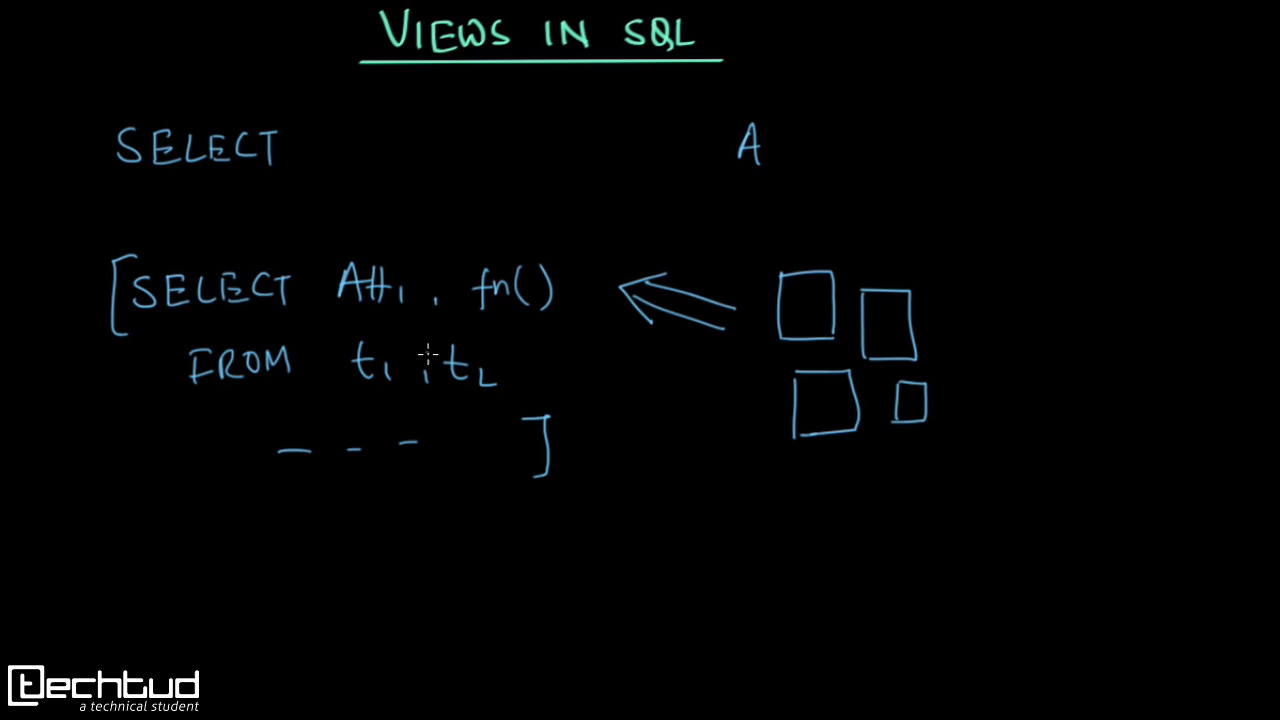 VIEWS IN SQL
SELECT A
[SELECT Att1, fn()
FROM t1, t2
- - - ]
techtud
a technical student